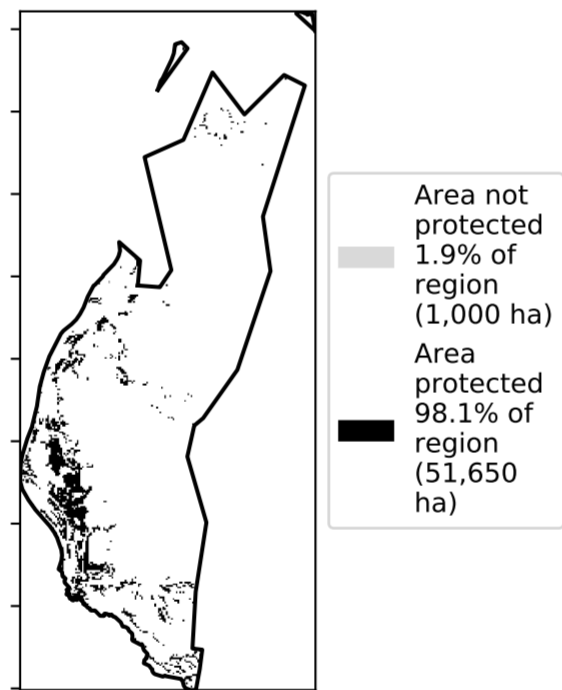 Area not
protected
1.9% of
region
(1,000 ha)
Area
protected
98.1% of
region
(51,650
ha)